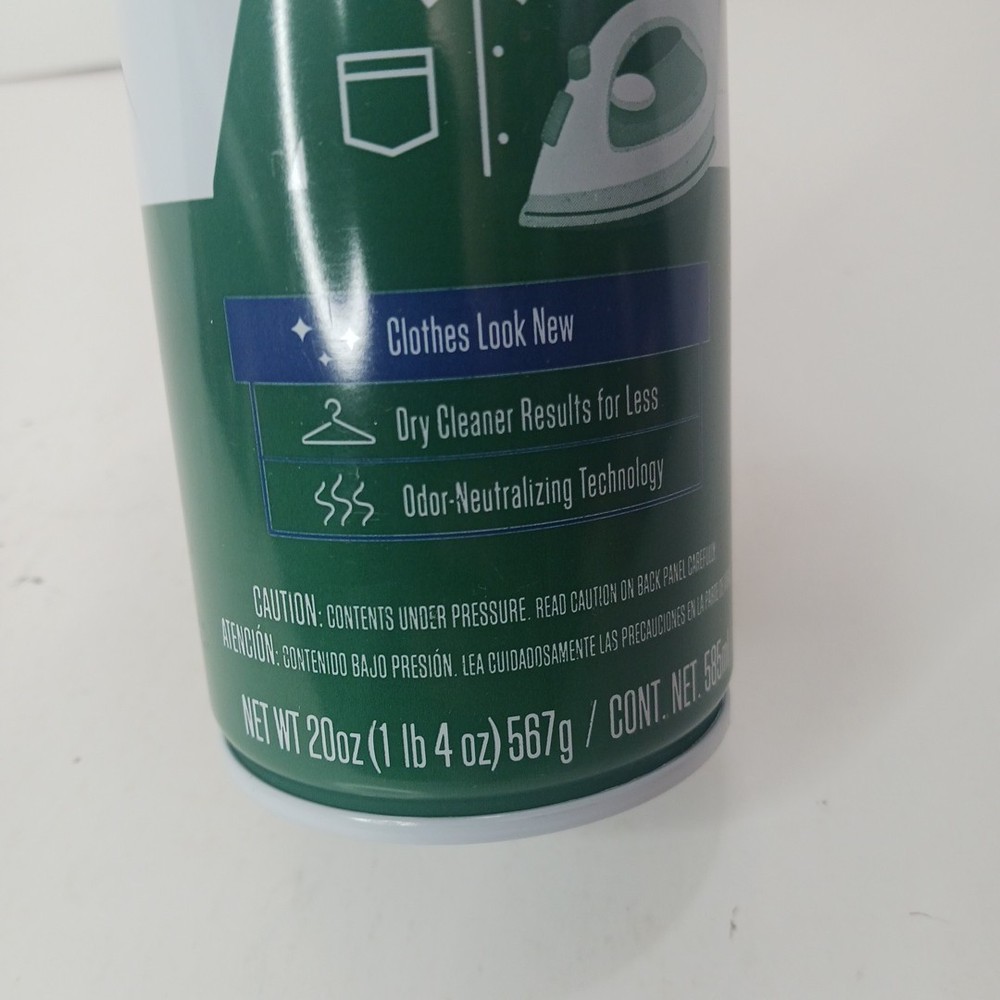 Clothes Look New
Dry Cleaner Results for Less
Odor-Neutralizing Technology
CAUTION: CONTENTS UNDER PRESSURE. READ CAUTION ON BACK PANEL CAREFULLY
ATENCIÓN: CONTENIDO BAJO PRESIÓN. LEA CUIDADOSAMENTE LAS PRECAUCIONES EN LA PARTE
NET WT 20oz (1 lb 4 oz) 567g / CONT. NET. 585m